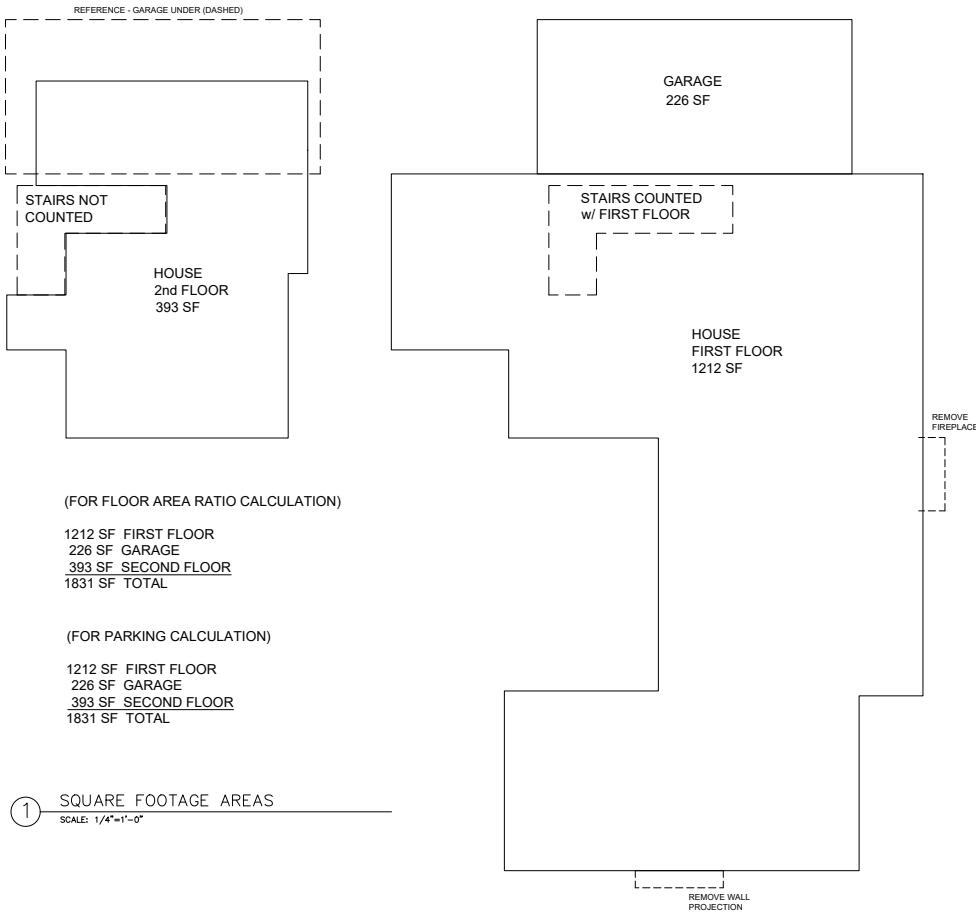 REFERENCE - GARAGE UNDER (DASHED)
GARAGE
226 SF
STAIRS NOT
COUNTED
STAIRS COUNTED
w/ FIRST FLOOR
HOUSE
2nd FLOOR
393 SF
HOUSE
FIRST FLOOR
1212 SF
REMOVE
FIREPLACE
(FOR FLOOR AREA RATIO CALCULATION)
1212 SF FIRST FLOOR
226 SF GARAGE
393 SF SECOND FLOOR
1831 SF TOTAL
(FOR PARKING CALCULATION)
1212 SF FIRST FLOOR
226 SF GARAGE
393 SF SECOND FLOOR
1831 SF TOTAL
1 SQUARE FOOTAGE AREAS
SCALE: 1/4"=1'-0"
REMOVE WALL
PROJECTION